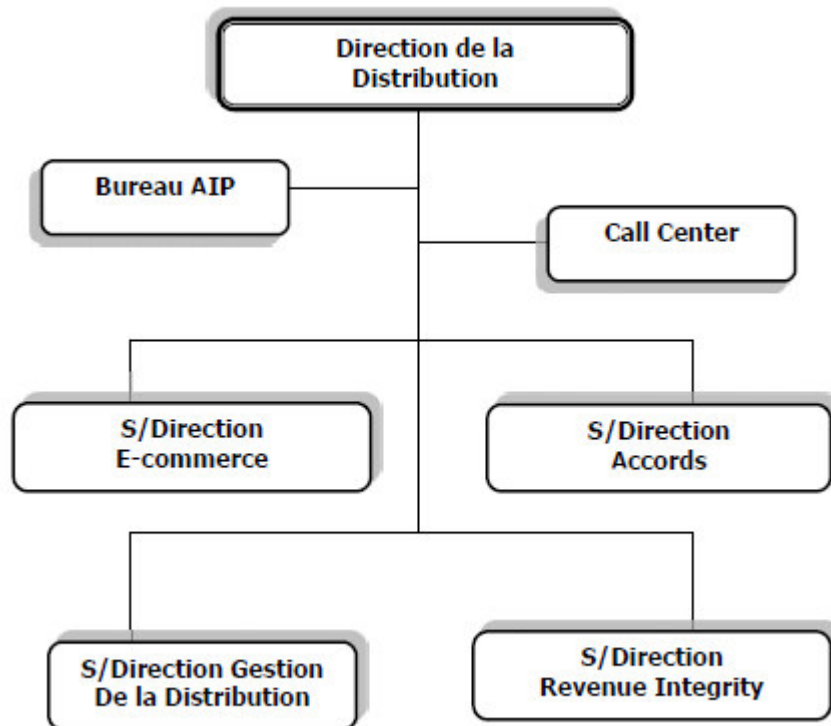 Direction de la
Distribution
Bureau AIP
Call Center
S/Direction
E-commerce
S/Direction
Accords
S/Direction Gestion
De la Distribution
S/Direction
Revenue Integrity